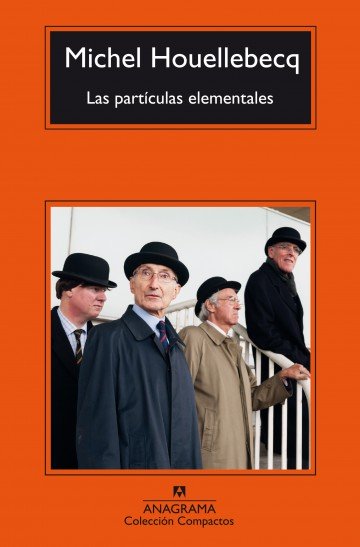 Michel Houellebecq
Las partículas elementales
ANAGRAMA
Colección Compactos